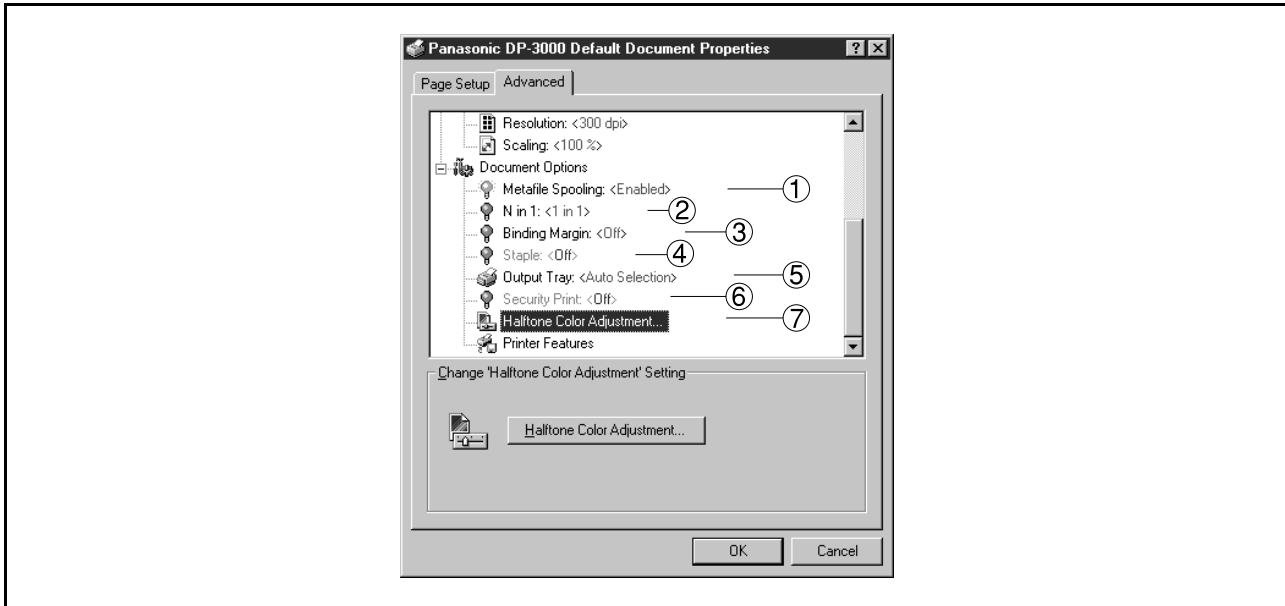 Panasonic DP-3000 Default Document Properties
Page Setup Advanced
Resolution: <300 dpi>
Scaling: <100 %>
Document Options
Metafile Spooling: <Enabled> ①
N in 1: <1 in 1> ②
Binding Margin: <Off> ③
Staple: <Off> ④
Output Tray: <Auto Selection> ⑤
Security Print: <Off> ⑥
Halftone Color Adjustment... ⑦
Printer Features
Change 'Halftone Color Adjustment' Setting
Halftone Color Adjustment...
OK Cancel